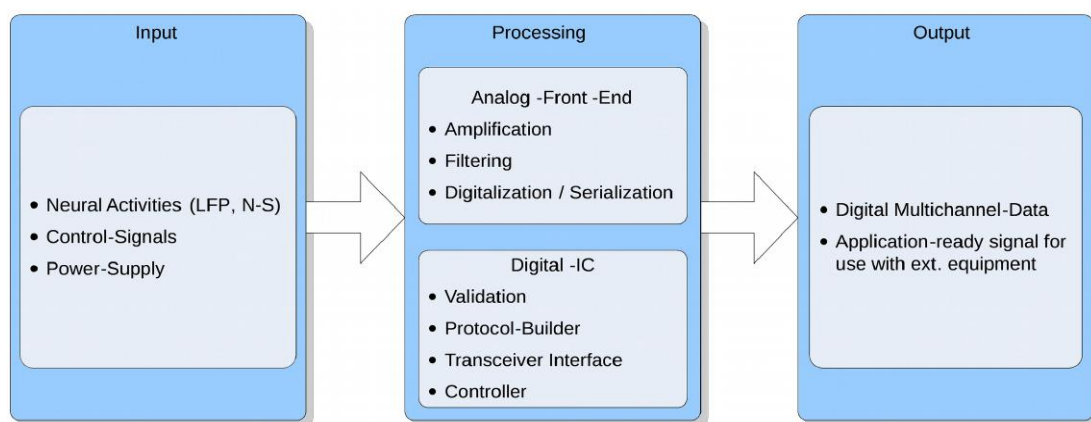 Input
• Neural Activities (LFP, N-S)
• Control-Signals
• Power-Supply
Processing
Analog -Front -End
• Amplification
• Filtering
• Digitalization / Serialization
Digital -IC
• Validation
• Protocol-Builder
• Transceiver Interface
• Controller
Output
• Digital Multichannel-Data
• Application-ready signal for
use with ext. equipment